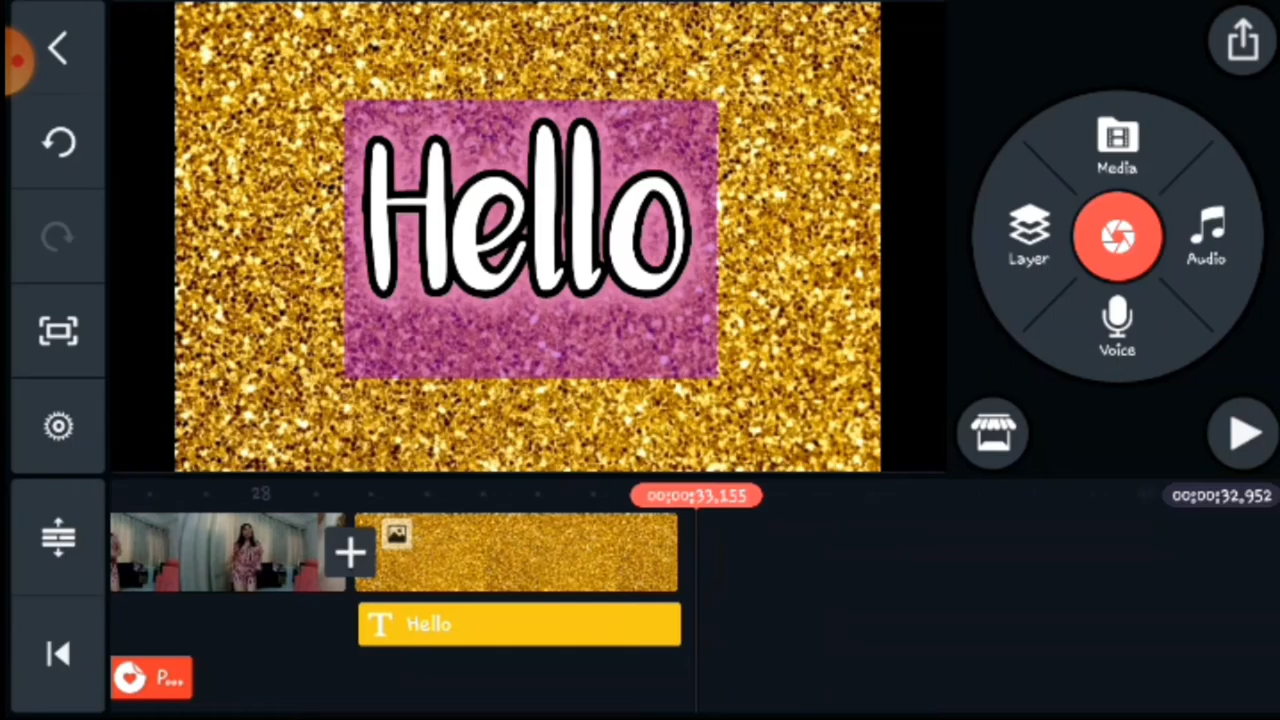 Hello
Media
Layer
Audio
Voice
28
00;00;33,155
00;00;32,952
T Hello
P...